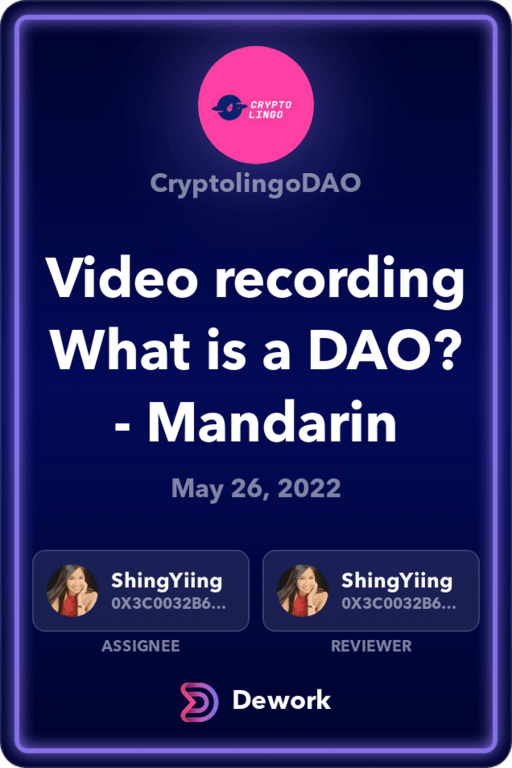 CRYPTO
LINGO
CryptolingoDAO
Video recording
What is a DAO?
- Mandarin
May 26, 2022
ShingYiing
0X3C0032B6...
ASSIGNEE
ShingYiing
0X3C0032B6...
REVIEWER
Dework